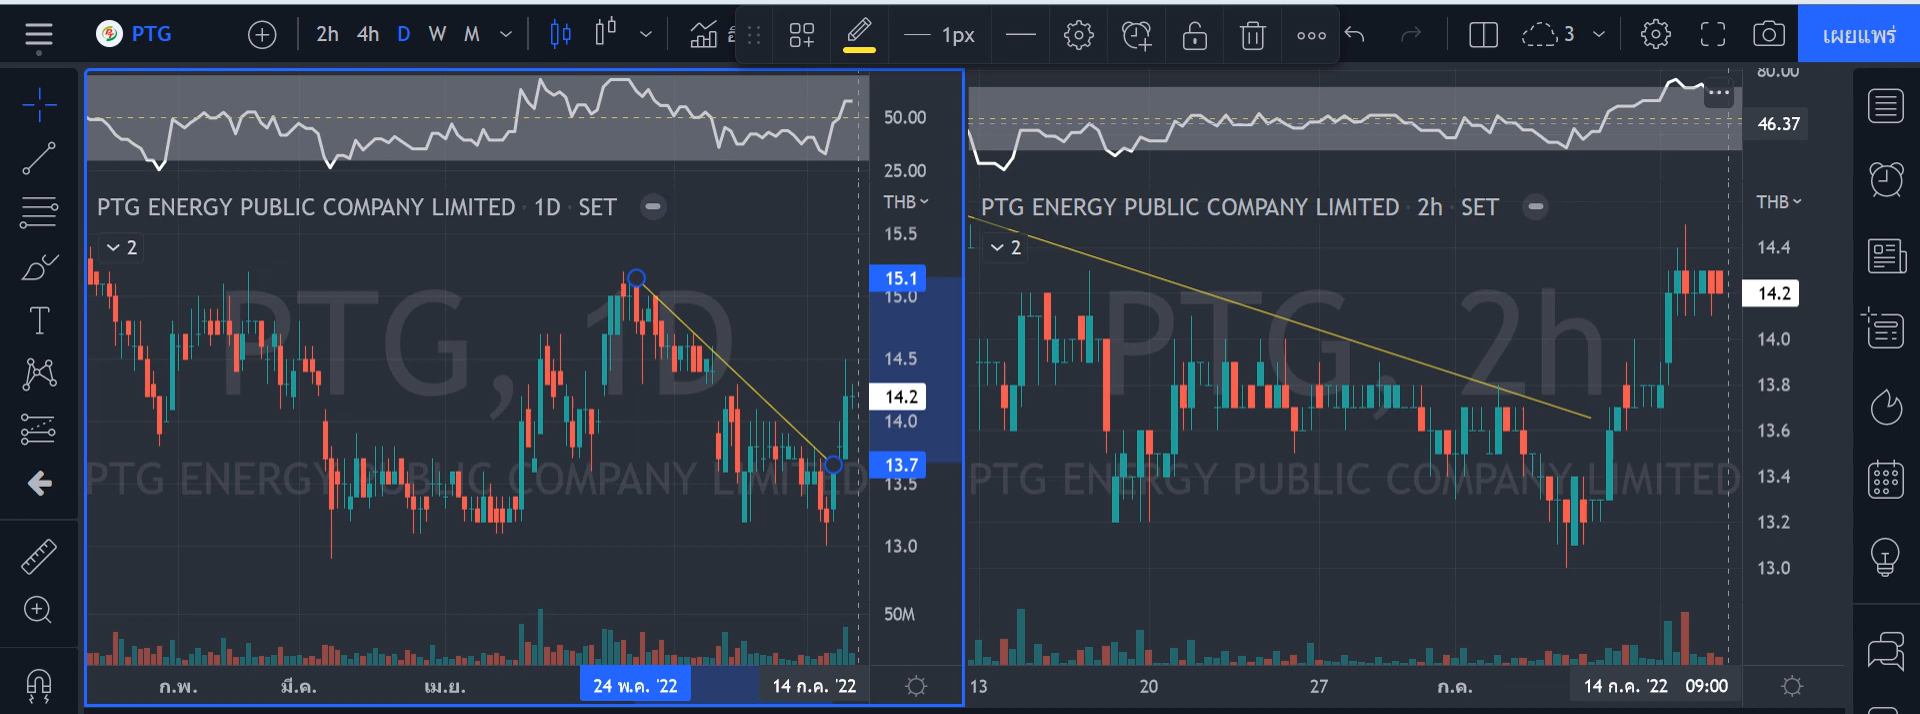 PTG
2h 4h D W M
1px
3
เผยแพร่
50.00
25.00
PTG ENERGY PUBLIC COMPANY LIMITED · 1D · SET
THB
2
15.5
15.1
15.0
14.5
14.2
14.0
13.7
13.5
13.0
50M
PTG, 1D
PTG ENERGY PUBLIC COMPANY LIMITED
ก.พ.
มี.ค.
เม.ย.
24 พ.ค. '22
14 ก.ค. '22
80.00
46.37
PTG ENERGY PUBLIC COMPANY LIMITED · 2h · SET
THB
2
14.4
14.2
14.0
13.8
13.6
13.4
13.2
13.0
PTG, 2h
PTG ENERGY PUBLIC COMPANY LIMITED
13
20
27
ก.ค.
14 ก.ค. '22 09:00